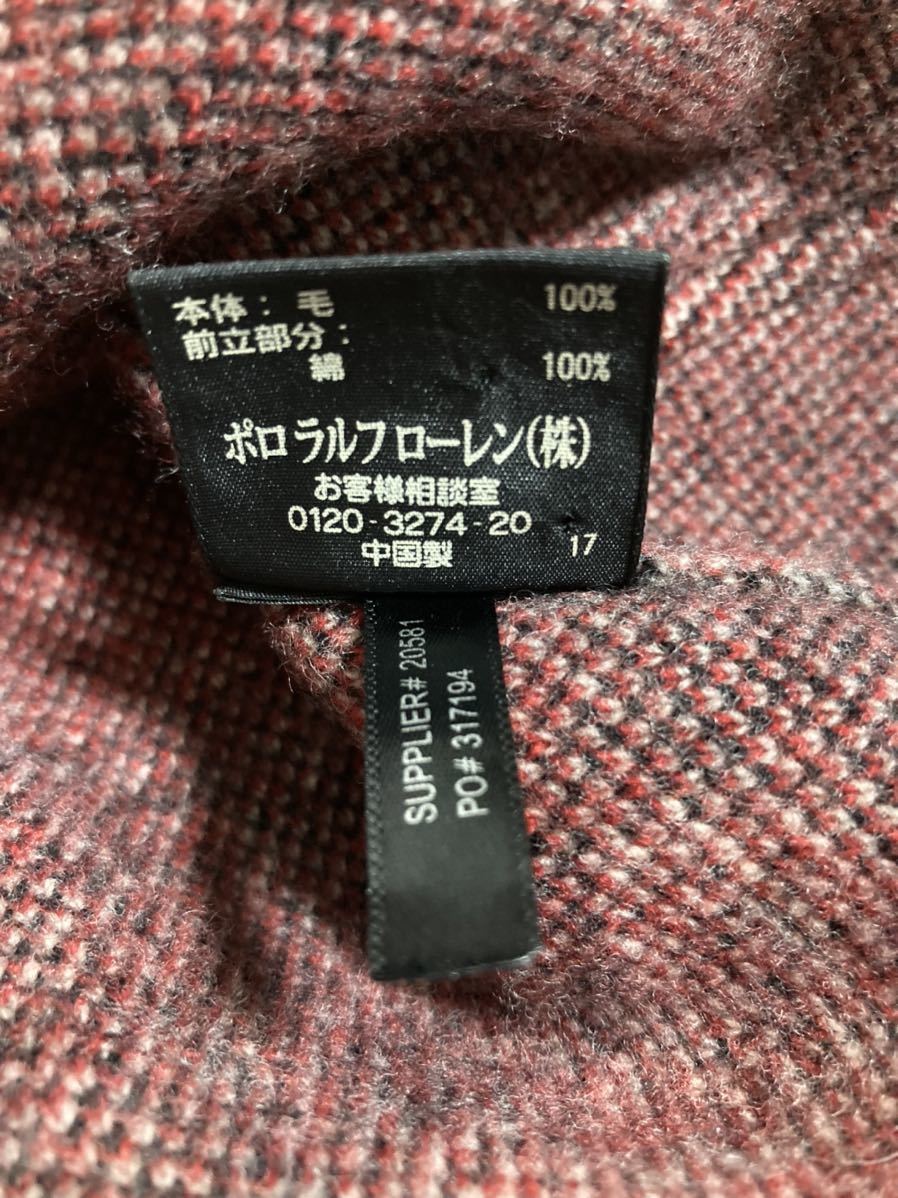 本体：毛 100%
前立部分：
綿 100%
ポロ ラルフ ローレン(株)
お客様相談室
0120-3274-20
中国製 17
SUPPLIER# 20581
PO# 317194